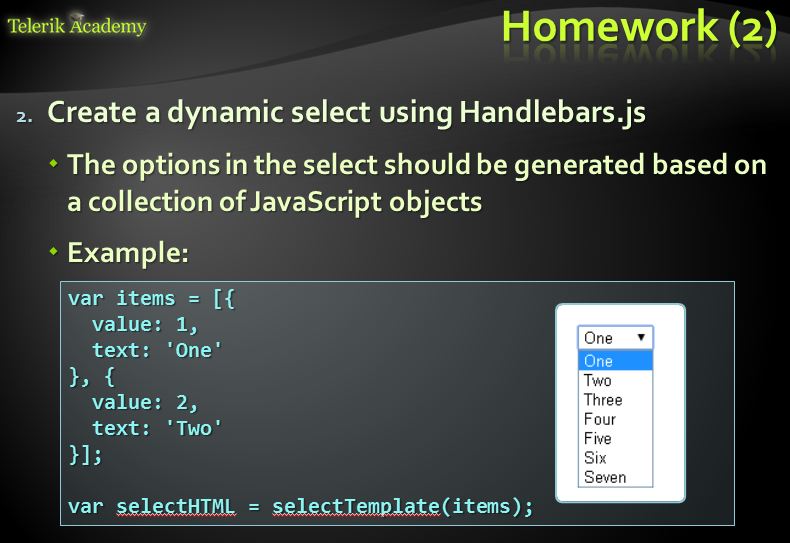 Telerik Academy
Homework (2)
2. Create a dynamic select using Handlebars.js
The options in the select should be generated based on
a collection of JavaScript objects
Example:
var items = [{
  value: 1,
  text: 'One'
}, {
  value: 2,
  text: 'Two'
}];
var selectHTML = selectTemplate(items);
One
One
Two
Three
Four
Five
Six
Seven